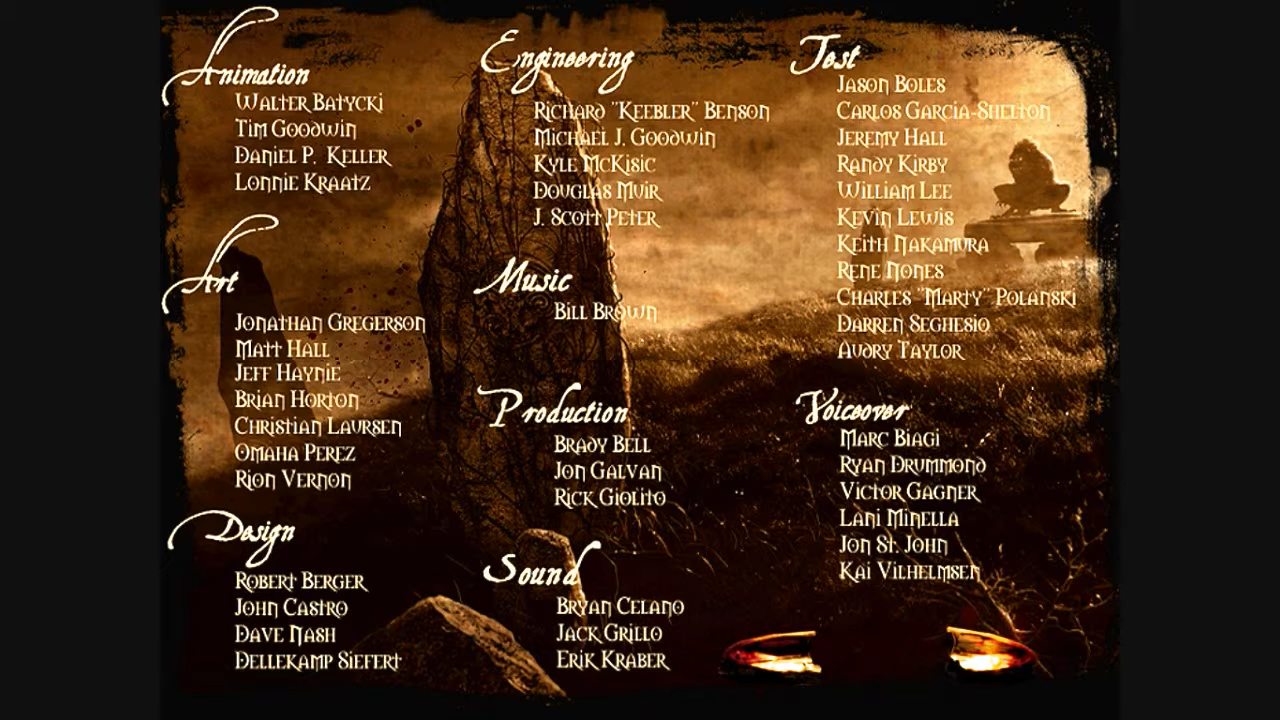 Animation
Walter Batycki
Tim Goodwin
Daniel P. Keller
Lonnie Kraatz
Art
Jonathan Gregerson
Matt Hall
Jeff Haynie
Brian Horton
Christian Laursen
Omaha Perez
Rion Vernon
Design
Robert Berger
John Castro
Dave Nash
Dellekamp Siefert
Engineering
Richard "Keebler" Benson
Michael J. Goodwin
Kyle McKisic
Douglas Muir
J. Scott Peter
Music
Bill Brown
Production
Brady Bell
Jon Galvan
Rick Giolito
Sound
Bryan Celano
Jack Grillo
Erik Kraber
Test
Jason Boles
Carlos Garcia-Shelton
Jeremy Hall
Randy Kirby
William Lee
Kevin Lewis
Keith Nakamura
Rene Nones
Charles "Marty" Polanski
Darren Seghesio
Audry Taylor
Voiceover
Marc Biagi
Ryan Drummond
Victor Gagner
Lani Minella
Jon St. John
Kai Vilhelmsen